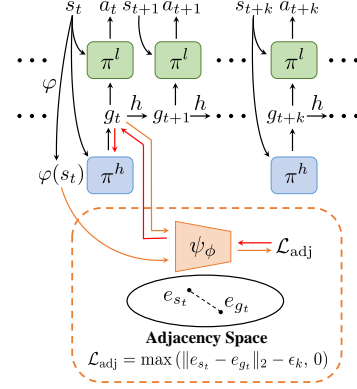 s_t a_t s_{t+1} a_{t+1} s_{t+k} a_{t+k}
··· π^l π^l ··· π^l ···
φ
··· g_t h g_{t+1} h ··· g_{t+k} h ···
φ(s_t) π^h π^h
ψ_ϕ L_adj
e_{s_t} e_{g_t}
Adjacency Space
L_adj = max (‖e_{s_t} − e_{g_t}‖_2 − ϵ_k, 0)